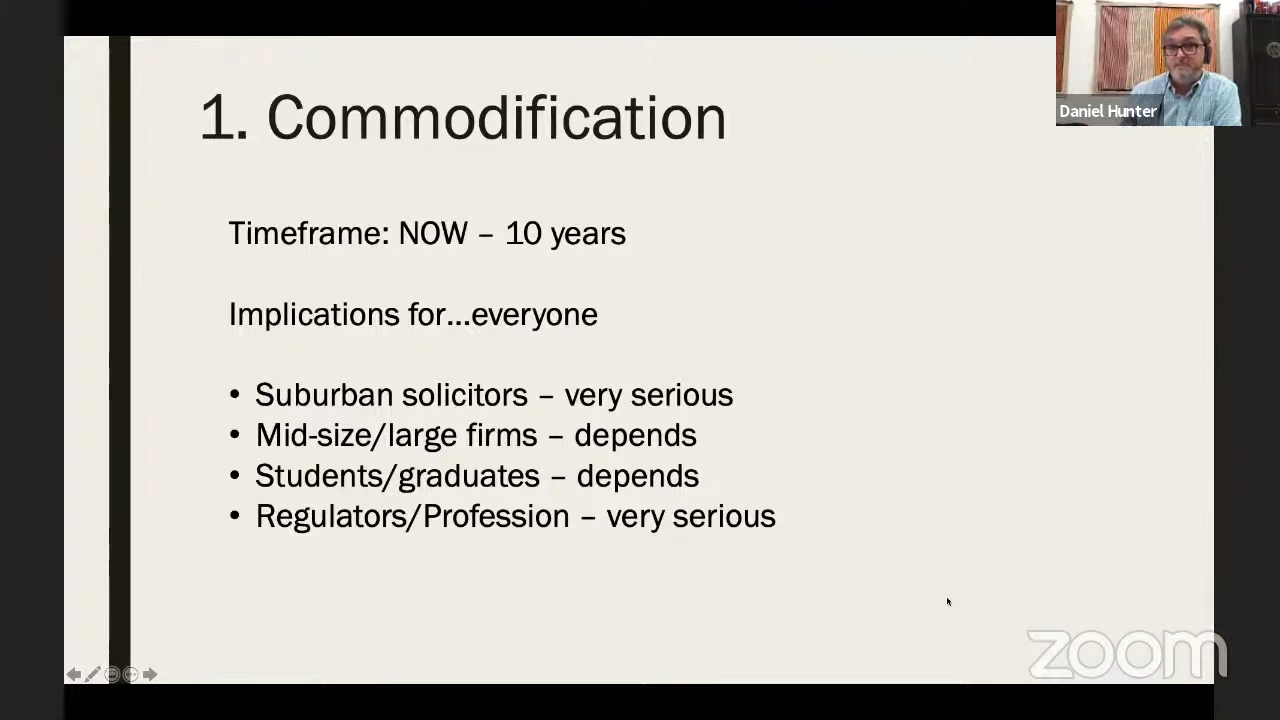 1. Commodification
Daniel Hunter
Timeframe: NOW – 10 years
Implications for...everyone
• Suburban solicitors – very serious
• Mid-size/large firms – depends
• Students/graduates – depends
• Regulators/Profession – very serious
zoom